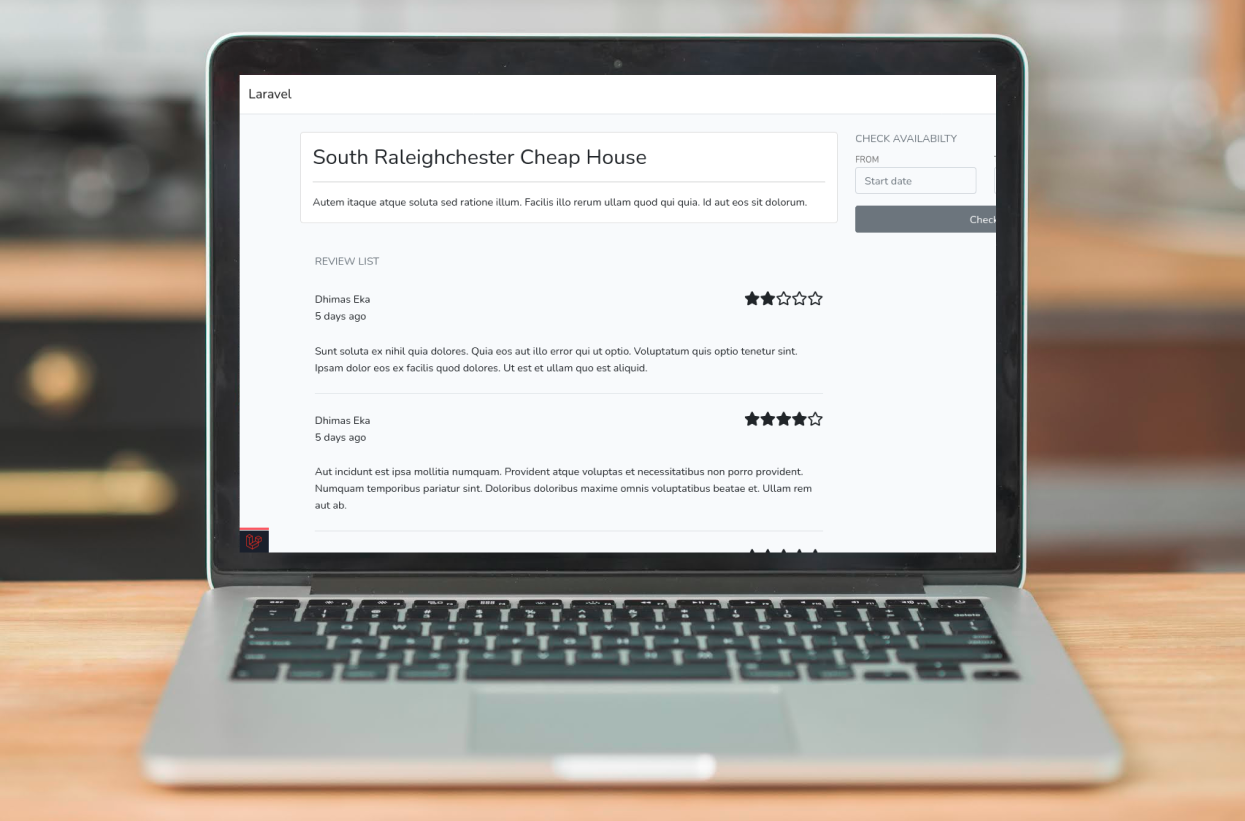 Laravel
South Raleighchester Cheap House
Autem itaque atque soluta sed ratione illum. Facilis illo rerum ullam quod qui quia. Id aut eos sit dolorum.
CHECK AVAILABILTY
FROM
Start date
Check
REVIEW LIST
Dhimas Eka
5 days ago
Sunt soluta ex nihil quia dolores. Quia eos aut illo error qui ut optio. Voluptatum quis optio tenetur sint.
Ipsam dolor eos ex facilis quod dolores. Ut est et ullam quo est aliquid.
Dhimas Eka
5 days ago
Aut incidunt est ipsa mollitia numquam. Provident atque voluptas et necessitatibus non porro provident.
Numquam temporibus pariatur sint. Doloribus doloribus maxime omnis voluptatibus beatae et. Ullam rem
aut ab.
delete